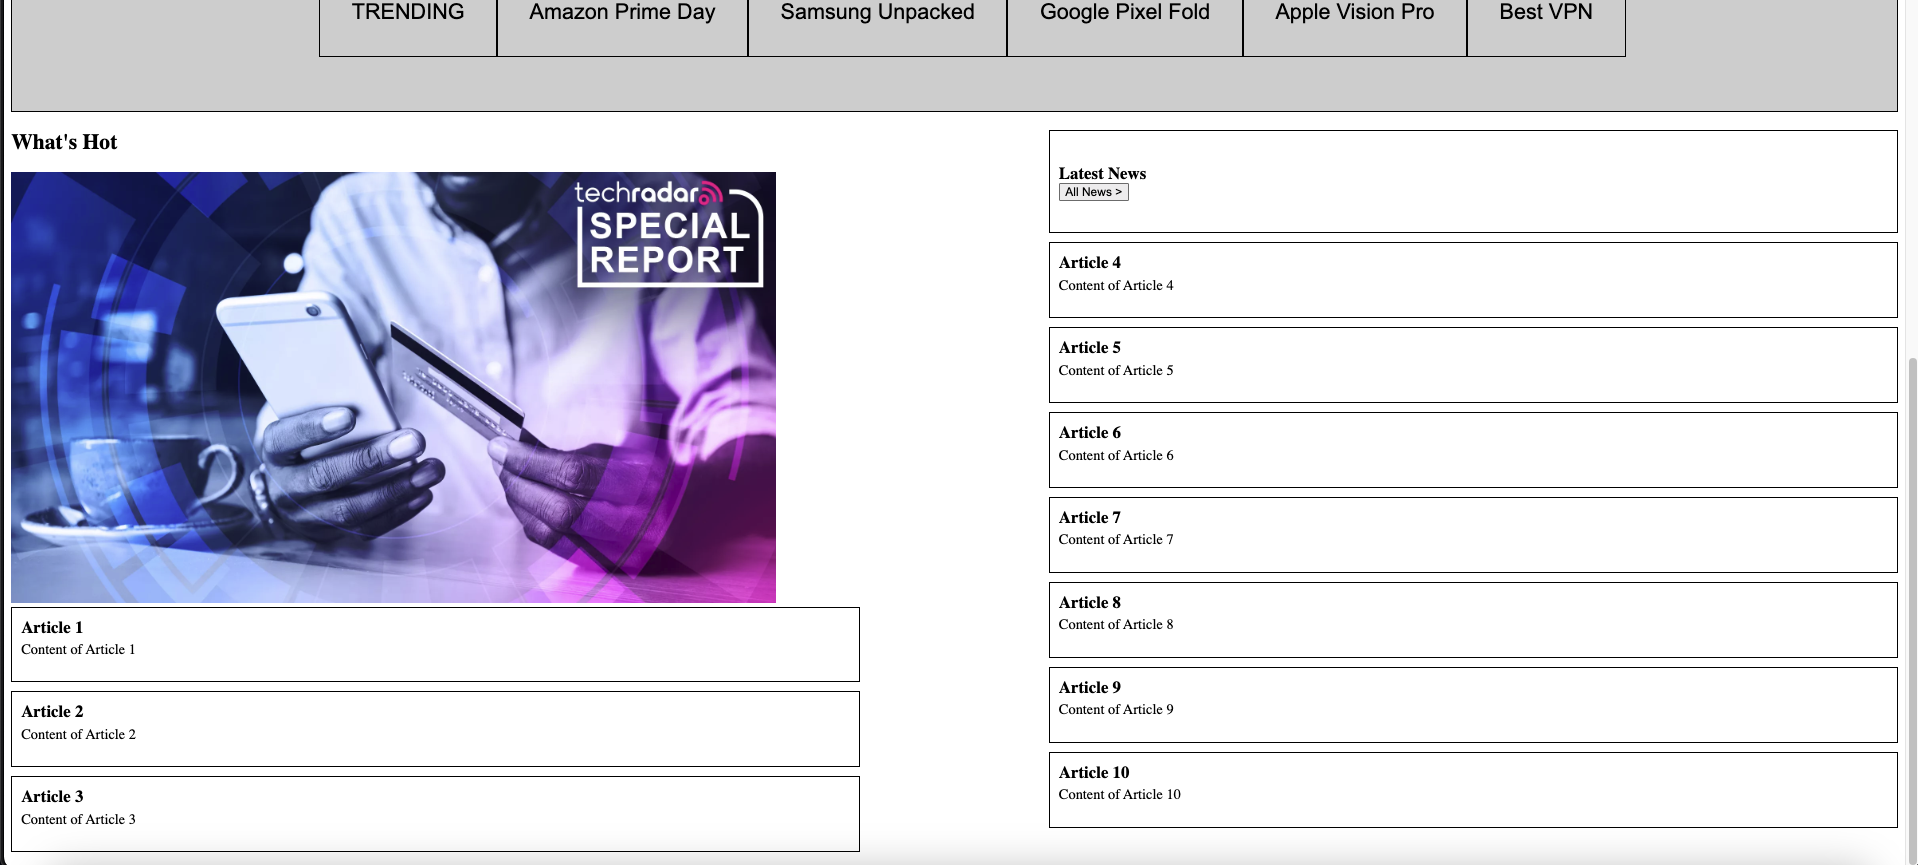 TRENDING Amazon Prime Day Samsung Unpacked Google Pixel Fold Apple Vision Pro Best VPN
What's Hot
techradar
SPECIAL
REPORT
Article 1
Content of Article 1
Article 2
Content of Article 2
Article 3
Content of Article 3
Latest News
All News >
Article 4
Content of Article 4
Article 5
Content of Article 5
Article 6
Content of Article 6
Article 7
Content of Article 7
Article 8
Content of Article 8
Article 9
Content of Article 9
Article 10
Content of Article 10